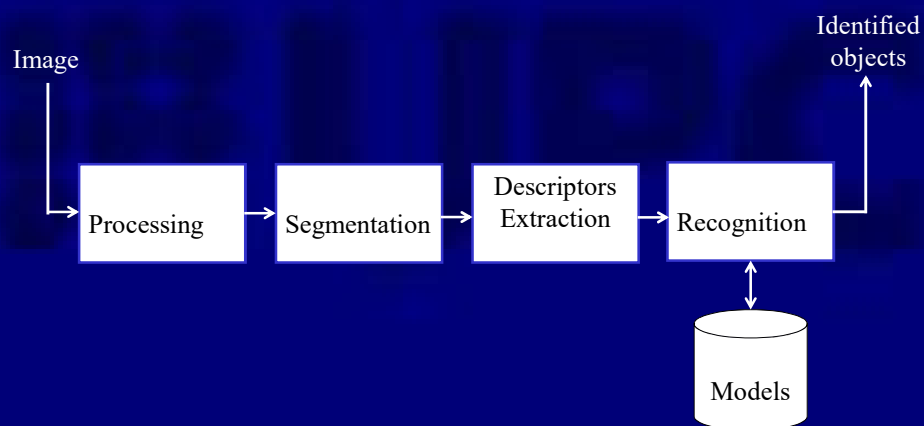 Image
Identified
objects
Processing
Segmentation
Descriptors
Extraction
Recognition
Models